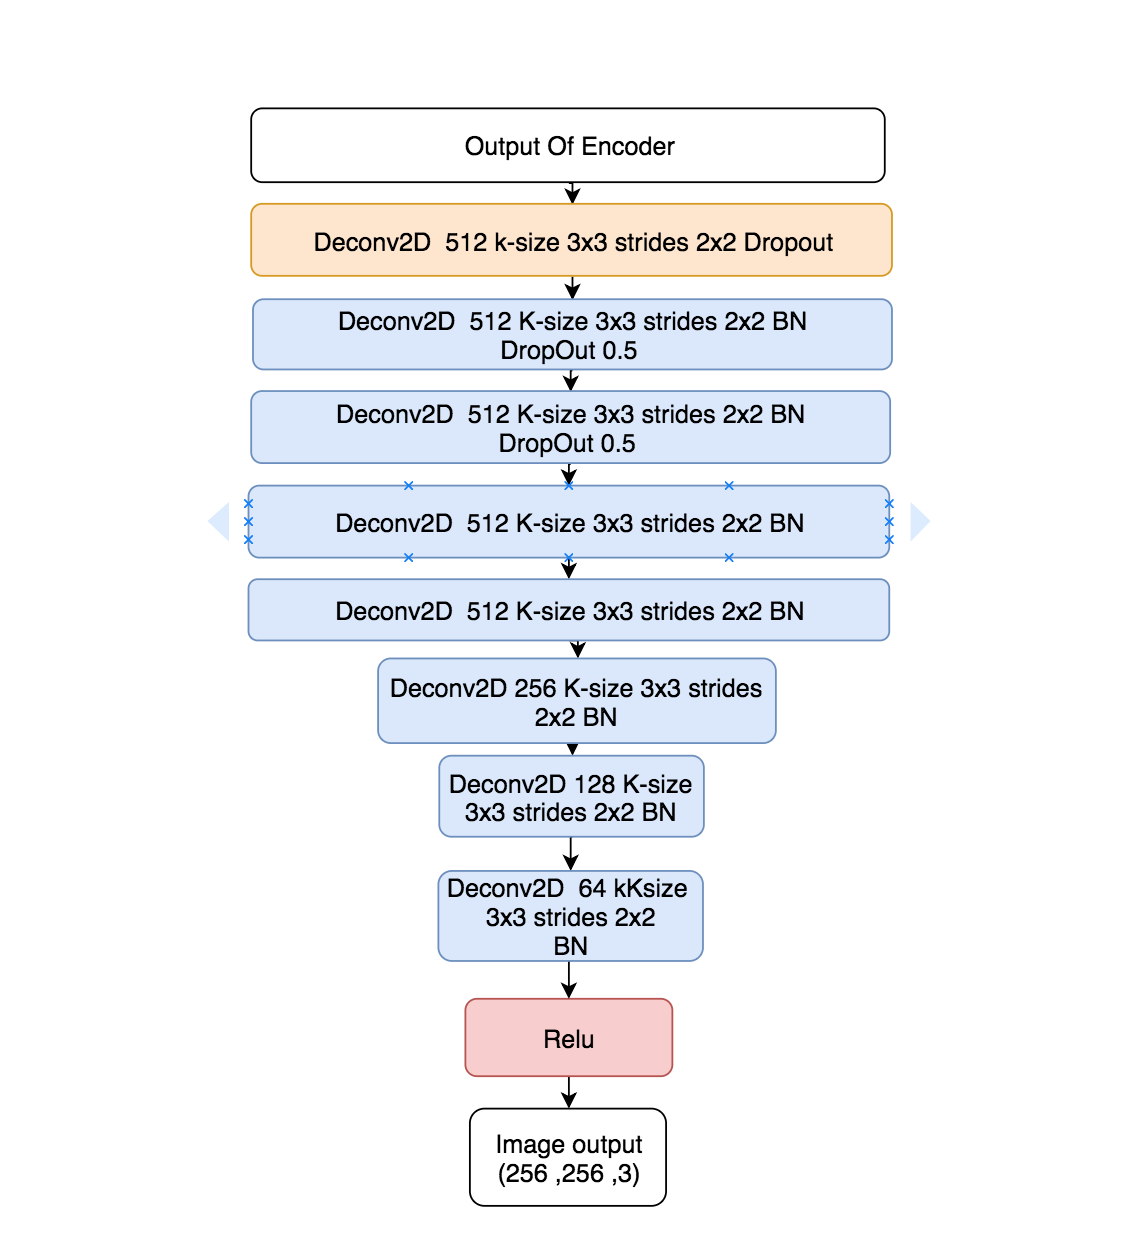 Output Of Encoder
Deconv2D  512 k-size 3x3 strides 2x2 Dropout
Deconv2D  512 K-size 3x3 strides 2x2 BN
DropOut 0.5
Deconv2D  512 K-size 3x3 strides 2x2 BN
DropOut 0.5
Deconv2D  512 K-size 3x3 strides 2x2 BN
Deconv2D  512 K-size 3x3 strides 2x2 BN
Deconv2D 256 K-size 3x3 strides
2x2 BN
Deconv2D 128 K-size
3x3 strides 2x2 BN
Deconv2D  64 kKsize
3x3 strides 2x2
BN
Relu
Image output
(256 ,256 ,3)